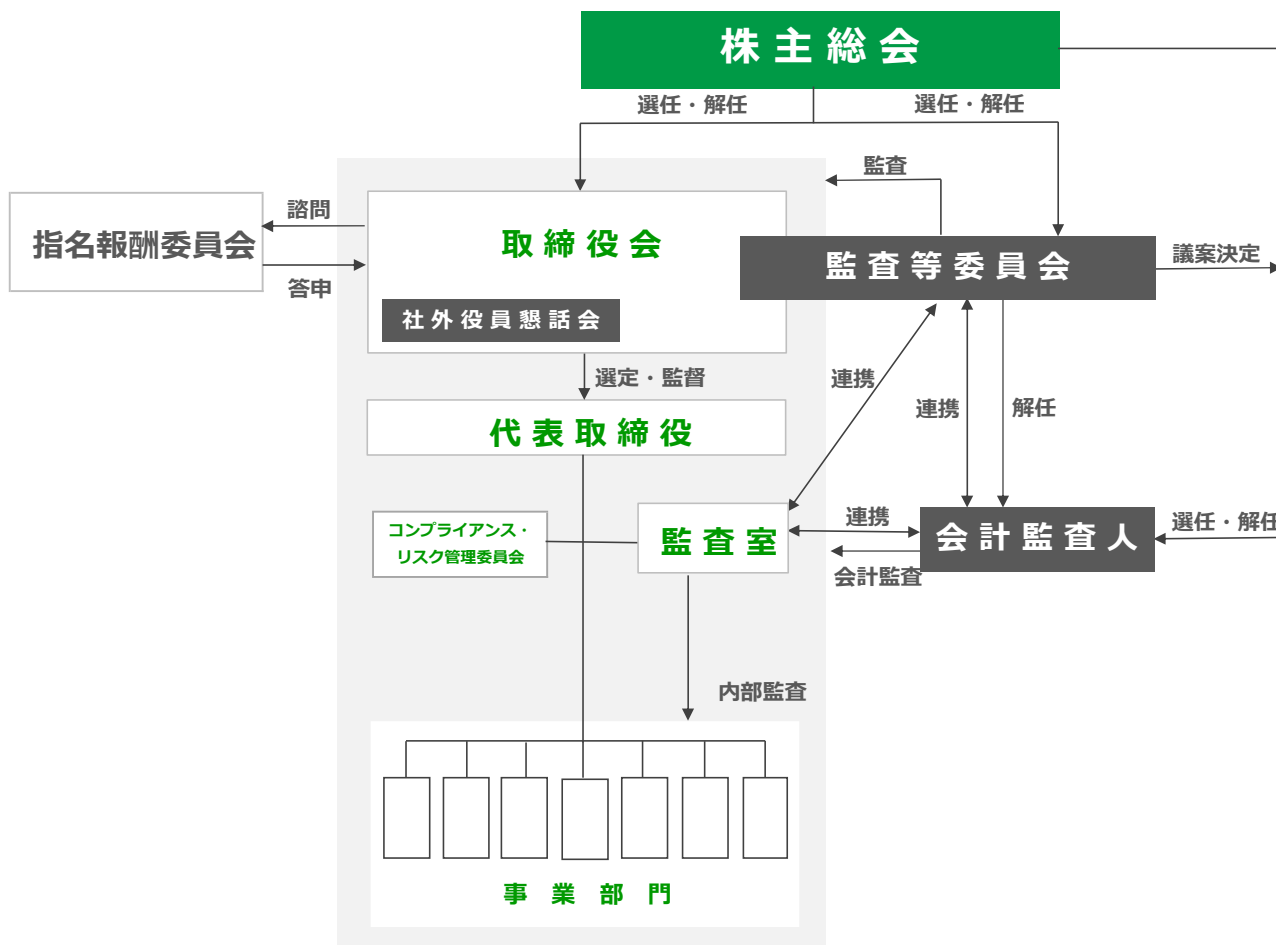 株主総会
選任・解任
選任・解任
監査
諮問
指名報酬委員会
答申
取締役会
監査等委員会
議案決定
社外役員懇話会
選定・監督
連携
連携
解任
代表取締役
コンプライアンス・
リスク管理委員会
監査室
連携
会計監査人
選任・解任
会計監査
内部監査
事業部門